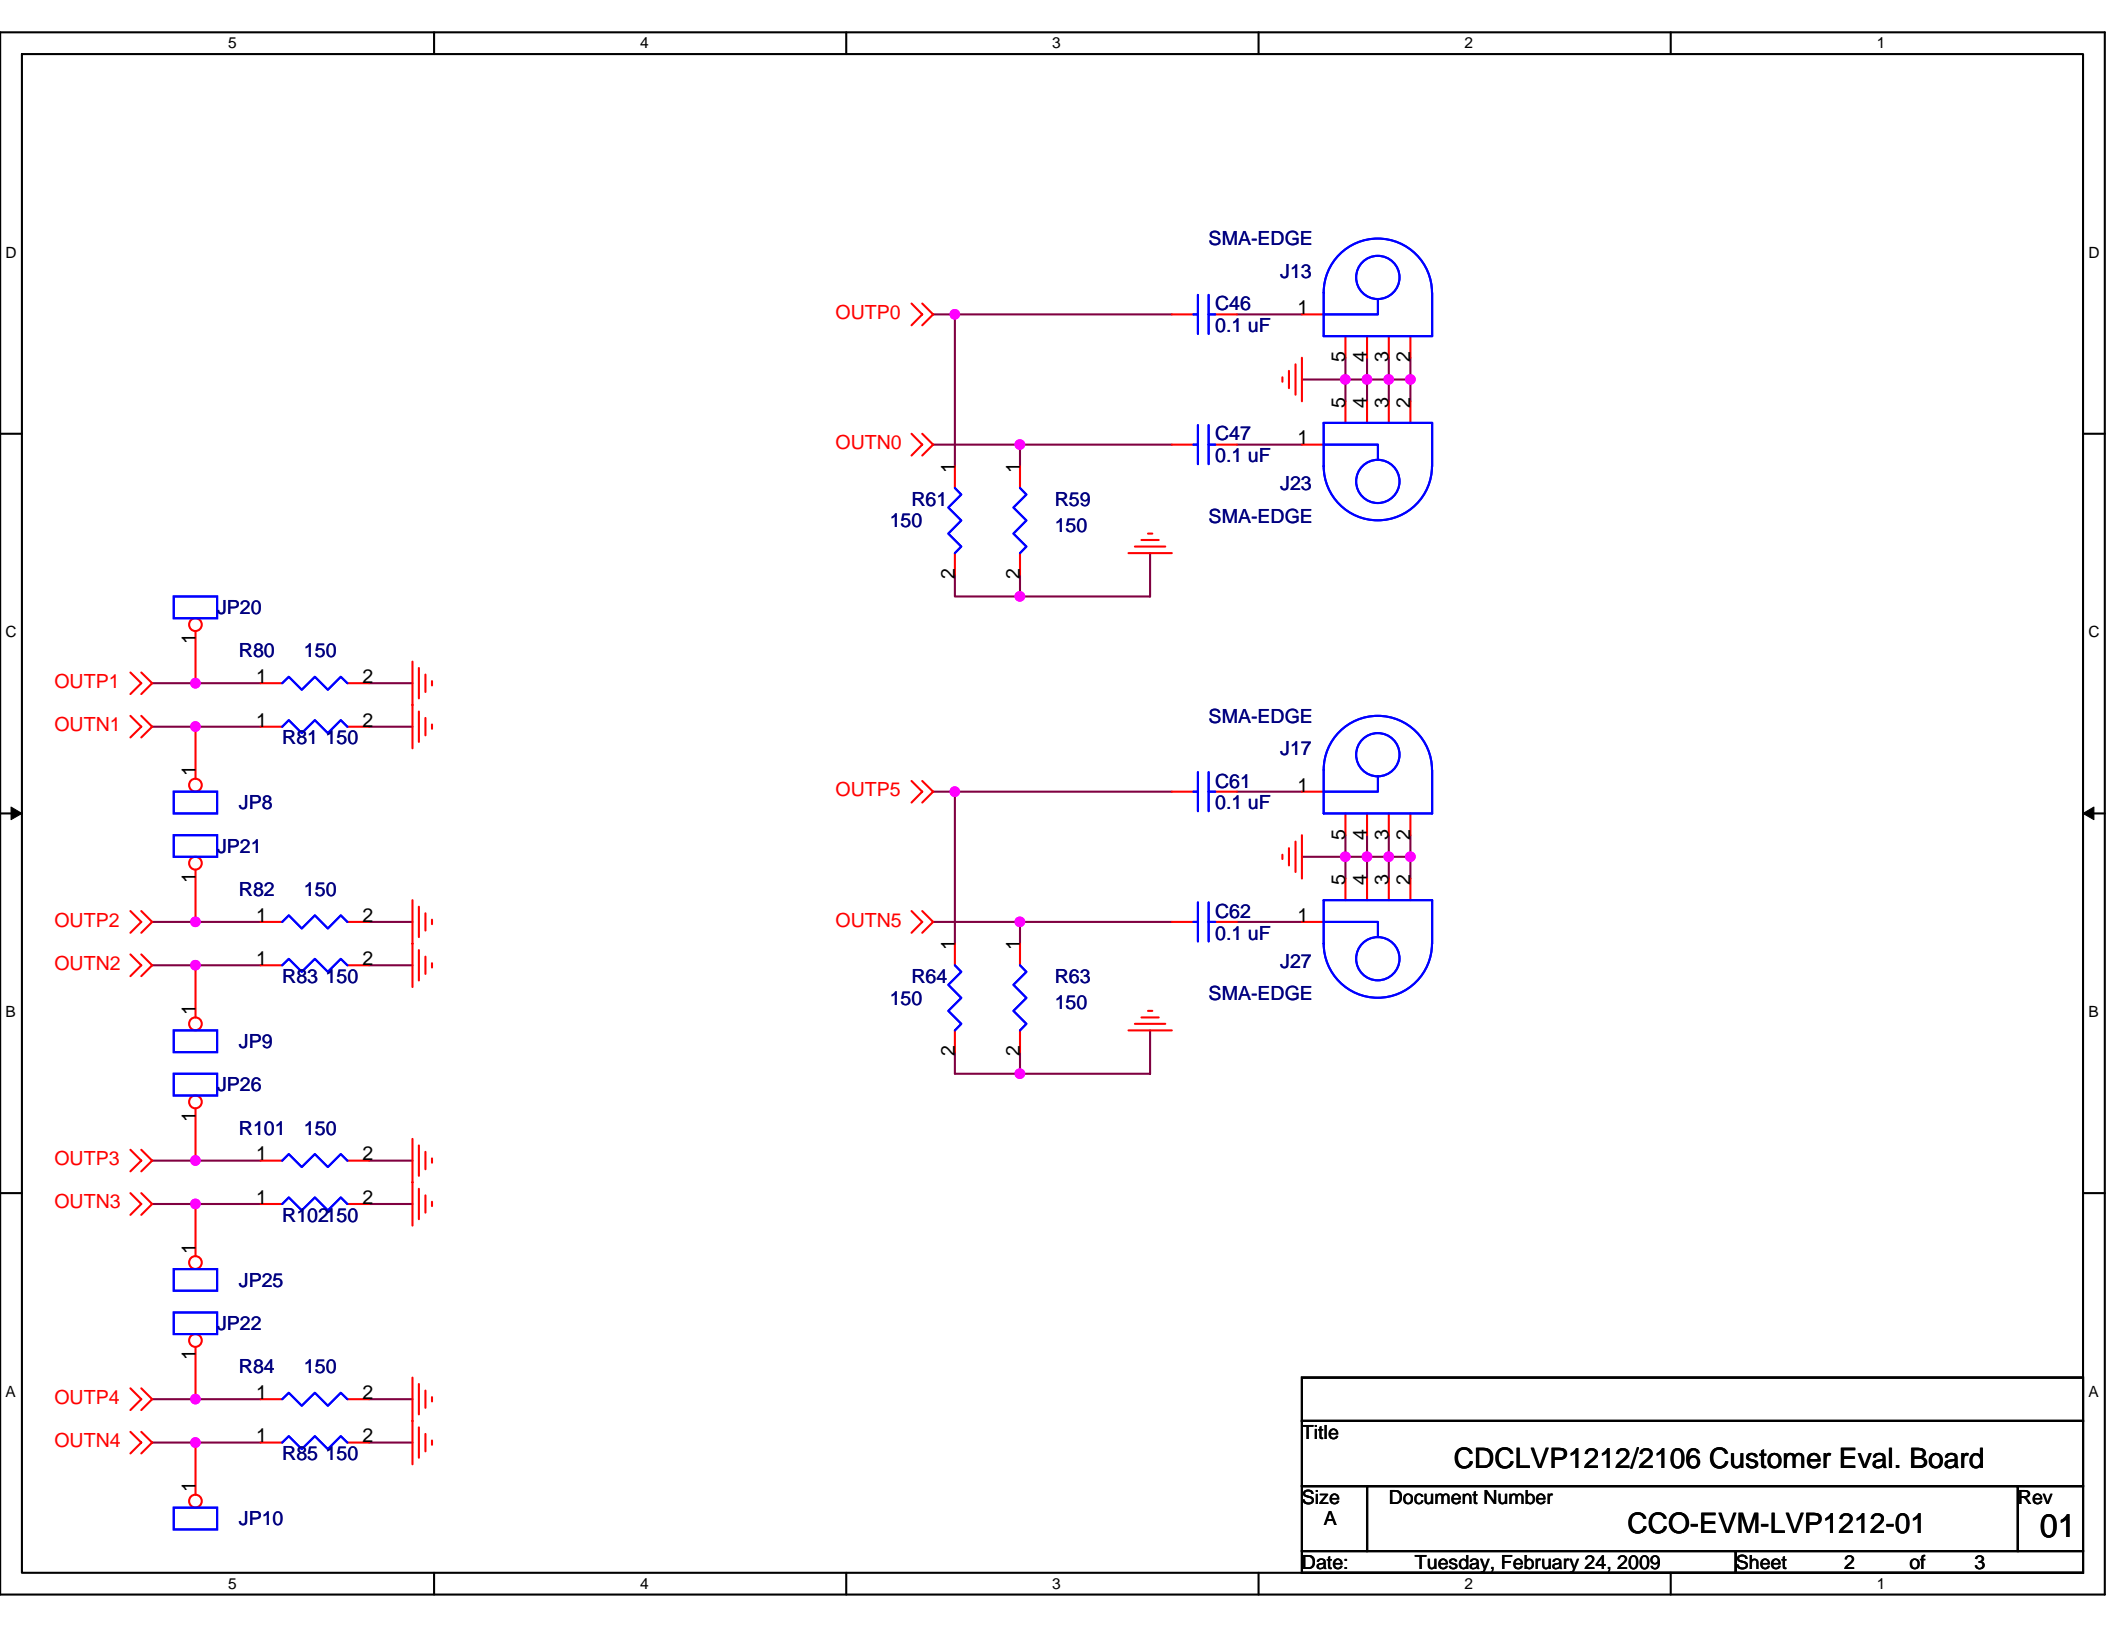 5 4 3 2 1
D D
SMA-EDGE
J13
OUTP0 C46 1
0.1 uF
5 4 3 2
5 4 3 2
OUTN0 C47 1
0.1 uF
1 1
J23
R61 R59
150 150
SMA-EDGE
2 2
JP20
C C
1
R80 150
OUTP1 1 2
OUTN1 1 2
R81 150
1
JP8
SMA-EDGE
J17
OUTP5 C61 1
0.1 uF
5 4 3 2
5 4 3 2
OUTN5 C62 1
0.1 uF
1 1
J27
R64 R63
150 150
SMA-EDGE
2 2
JP21
1
R82 150
OUTP2 1 2
OUTN2 1 2
R83 150
1
B B
JP9
JP26
1
R101 150
OUTP3 1 2
OUTN3 1 2
R102 150
1
JP25
JP22
1
R84 150
A A
OUTP4 1 2
OUTN4 1 2
R85 150
1
JP10
Title
CDCLVP1212/2106 Customer Eval. Board
Size Document Number Rev
A CCO-EVM-LVP1212-01 01
Date: Tuesday, February 24, 2009 Sheet 2 of 3
5 4 3 2 1